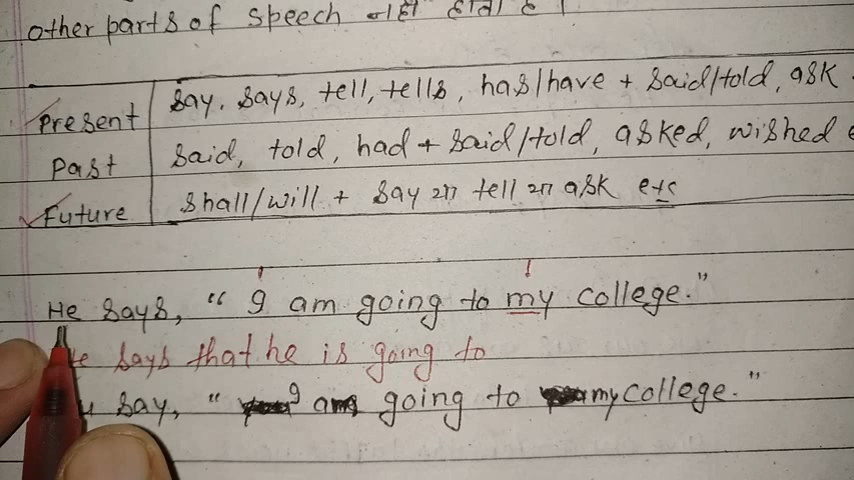 other parts of speech नही होता है।
Present say, says, tell, tells, has/have + said/told, ask
Past said, told, had + said/told, asked, wished e
Future shall/will + say या tell या ask etc
He says, “ I am going to my college.”
He says that he is going to
say, “ I am going to my college.”